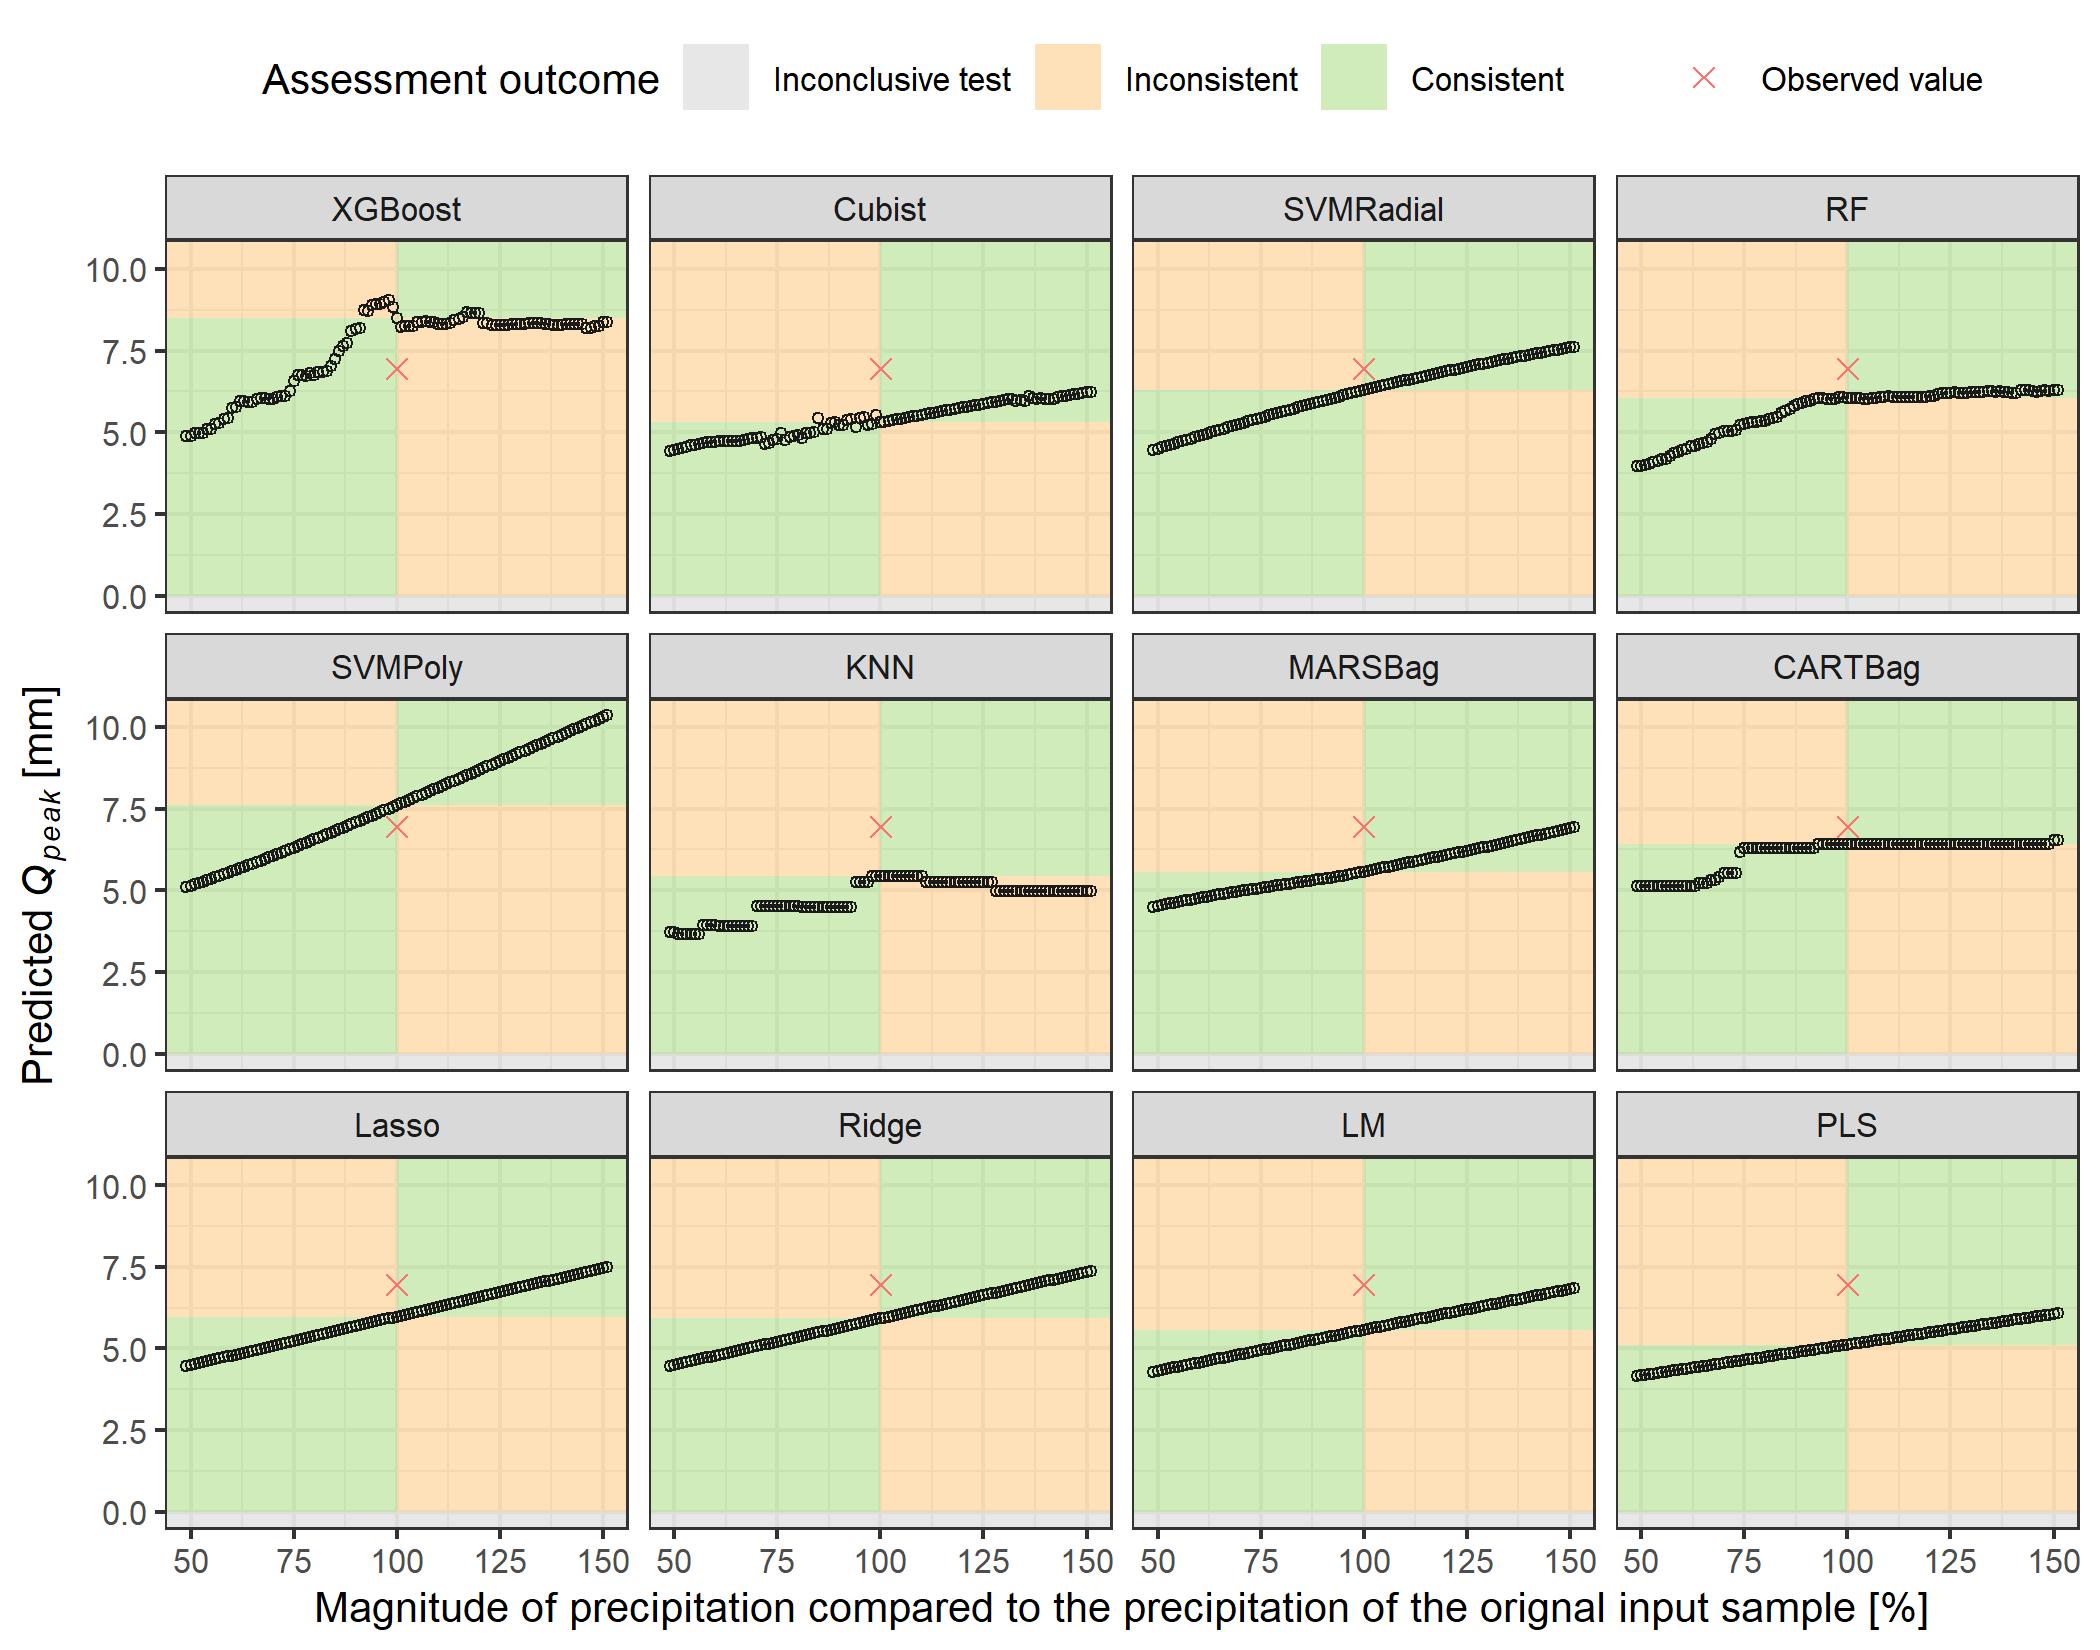 Assessment outcome Inconclusive test Inconsistent Consistent Observed value
XGBoost Cubist SVMRadial RF
10.0
7.5
5.0
2.5
0.0
SVMPoly KNN MARSBag CARTBag
10.0
7.5
5.0
2.5
0.0
Predicted Qpeak [mm]
Lasso Ridge LM PLS
10.0
7.5
5.0
2.5
0.0
50 75 100 125 150 50 75 100 125 150 50 75 100 125 150 50 75 100 125 150
Magnitude of precipitation compared to the precipitation of the orignal input sample [%]